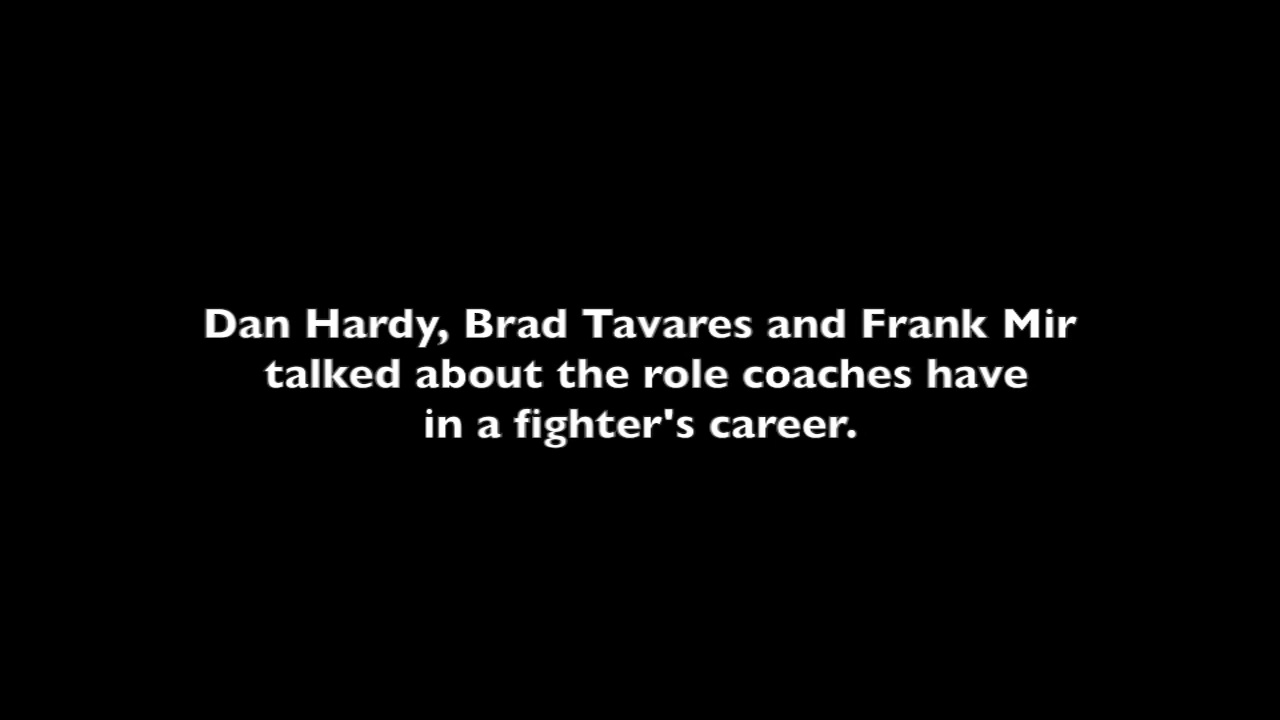 Dan Hardy, Brad Tavares and Frank Mir
talked about the role coaches have
in a fighter's career.